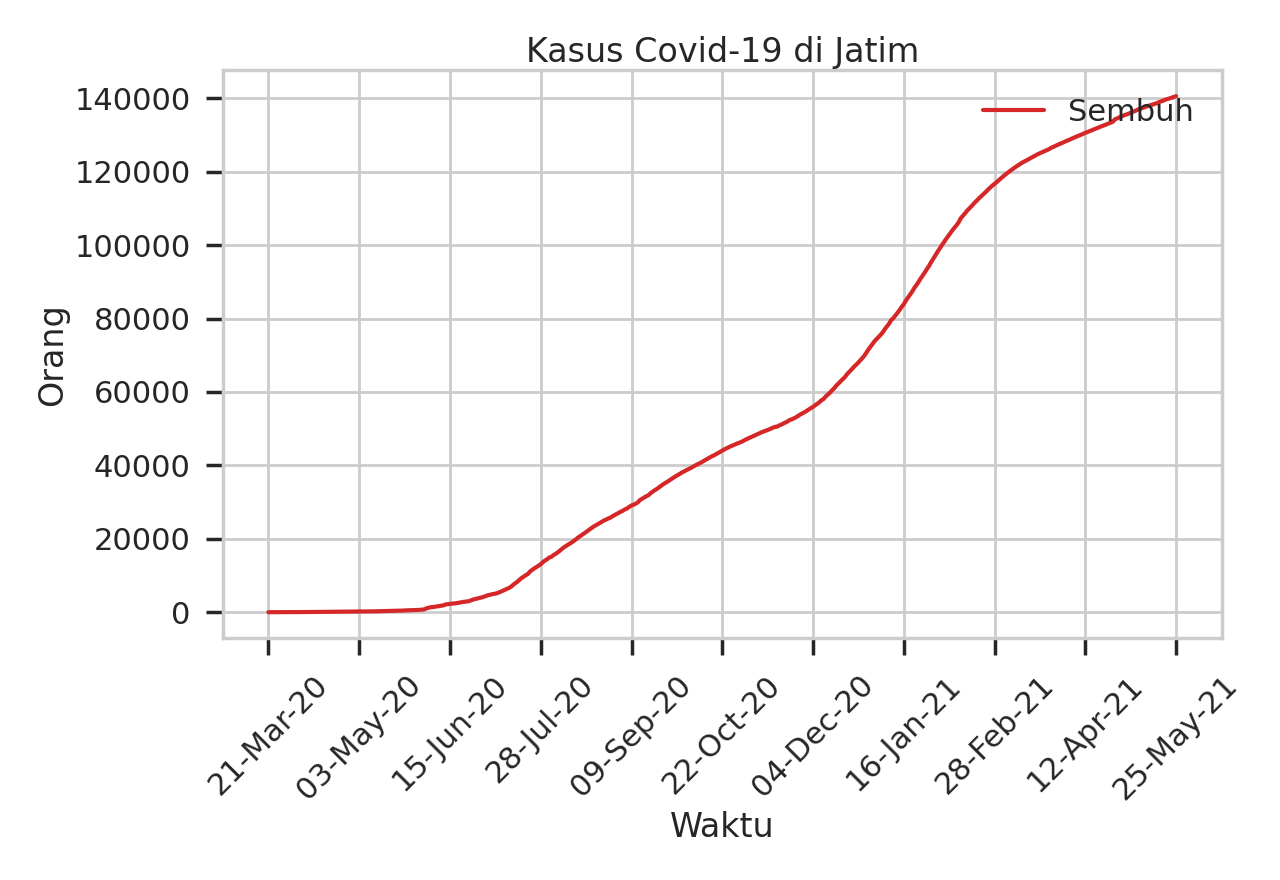 Kasus Covid-19 di Jatim
Sembuh
Orang
140000
120000
100000
80000
60000
40000
20000
0
21-Mar-20
03-May-20
15-Jun-20
28-Jul-20
09-Sep-20
22-Oct-20
04-Dec-20
16-Jan-21
28-Feb-21
12-Apr-21
25-May-21
Waktu